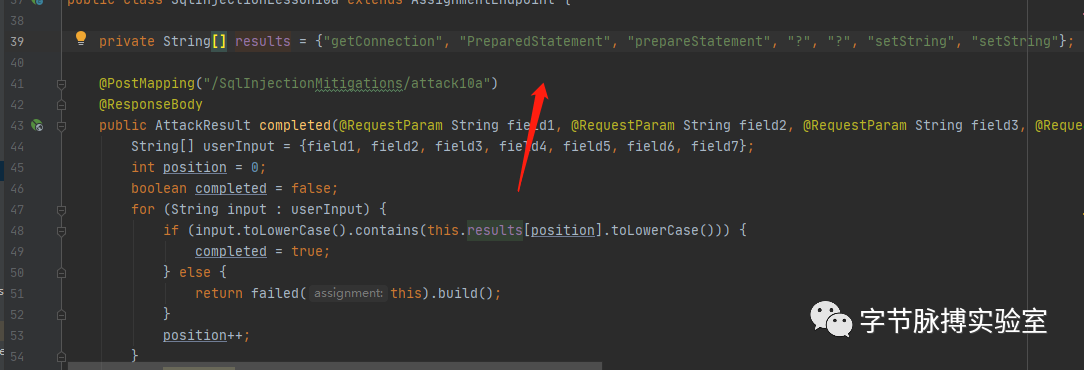 37 public class SqlInjectionLesson10a extends AssignmentEndpoint {
38
39 private String[] results = {"getConnection", "PreparedStatement", "prepareStatement", "?", "?", "setString", "setString"};
40
41 @PostMapping("/SqlInjectionMitigations/attack10a")
42 @ResponseBody
43 public AttackResult completed(@RequestParam String field1, @RequestParam String field2, @RequestParam String field3, @Reque
44 String[] userInput = {field1, field2, field3, field4, field5, field6, field7};
45 int position = 0;
46 boolean completed = false;
47 for (String input : userInput) {
48 if (input.toLowerCase().contains(this.results[position].toLowerCase())) {
49 completed = true;
50 } else {
51 return failed( assignment: this).build();
52 }
53 position++;
54 }
字节脉搏实验室